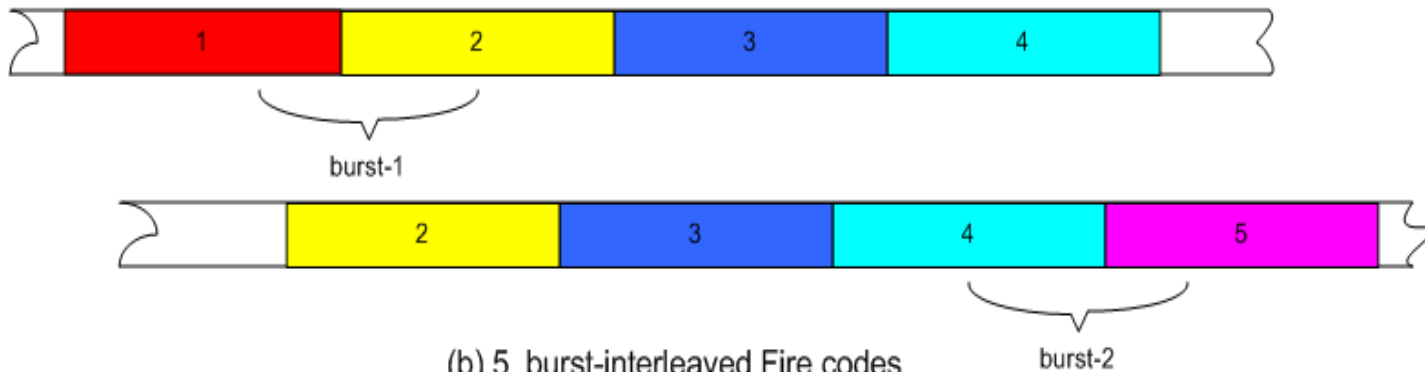 1 2 3 4
burst-1
2 3 4 5
burst-2
(b) 5 burst-interleaved Fire codes